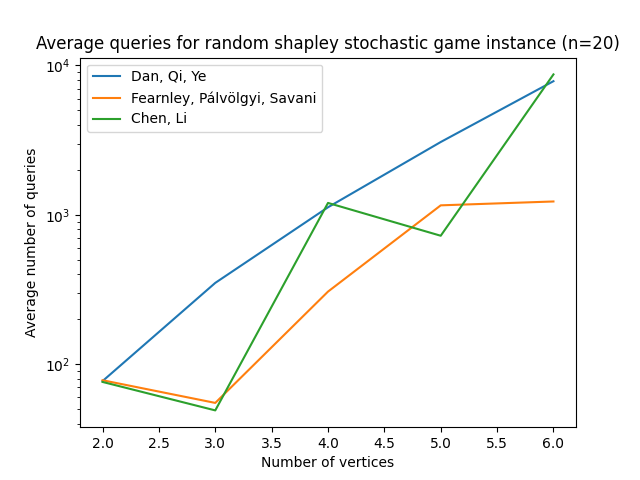 Average queries for random shapley stochastic game instance (n=20)
Dan, Qi, Ye
Fearnley, Pálvölgyi, Savani
Chen, Li
Average number of queries
10⁴
10³
10²
2.0 2.5 3.0 3.5 4.0 4.5 5.0 5.5 6.0
Number of vertices